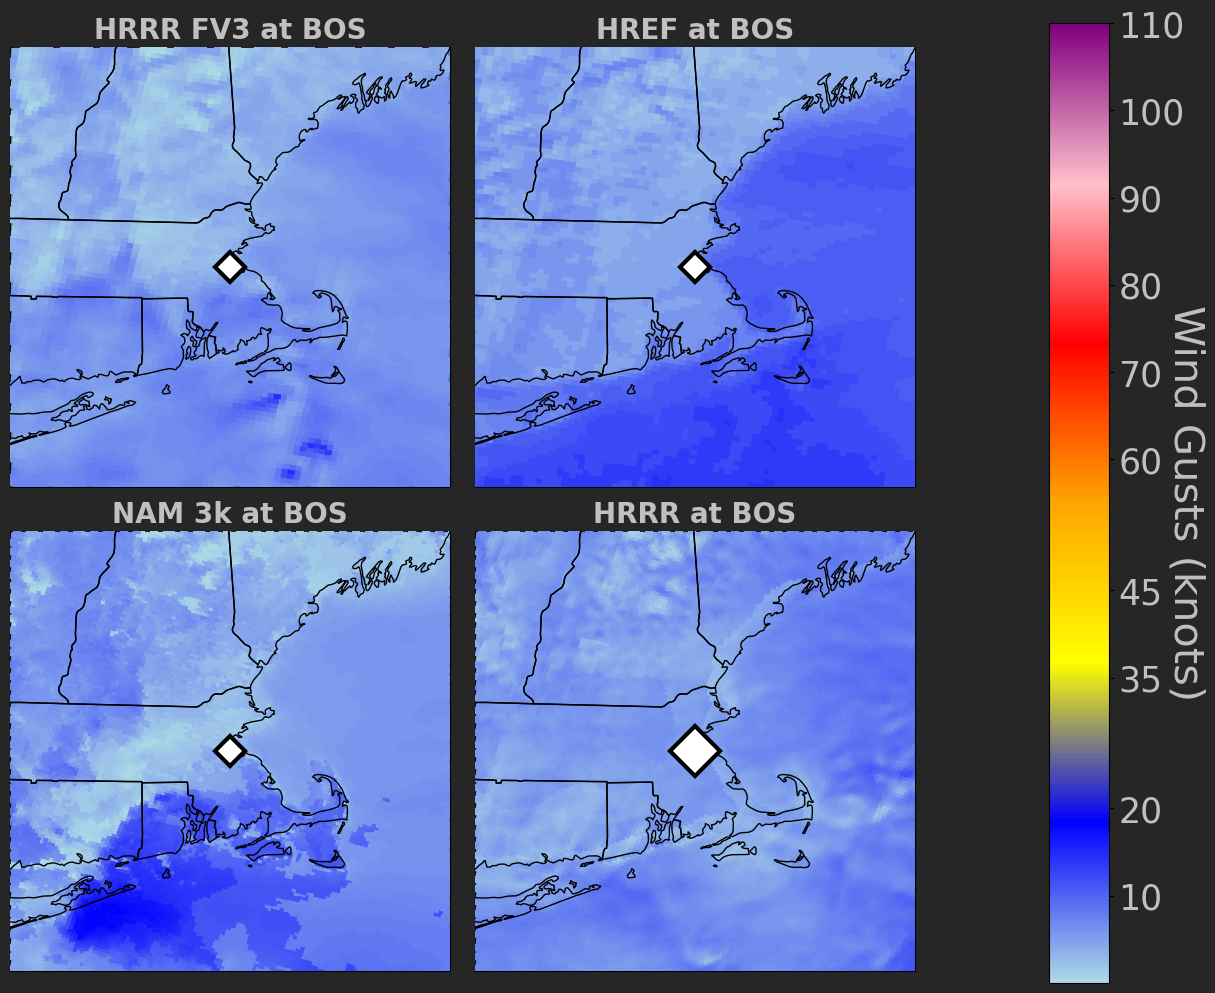 HRRR FV3 at BOS
HREF at BOS
NAM 3k at BOS
HRRR at BOS
110
100
90
80
70
60
45
35
20
10
Wind Gusts (knots)